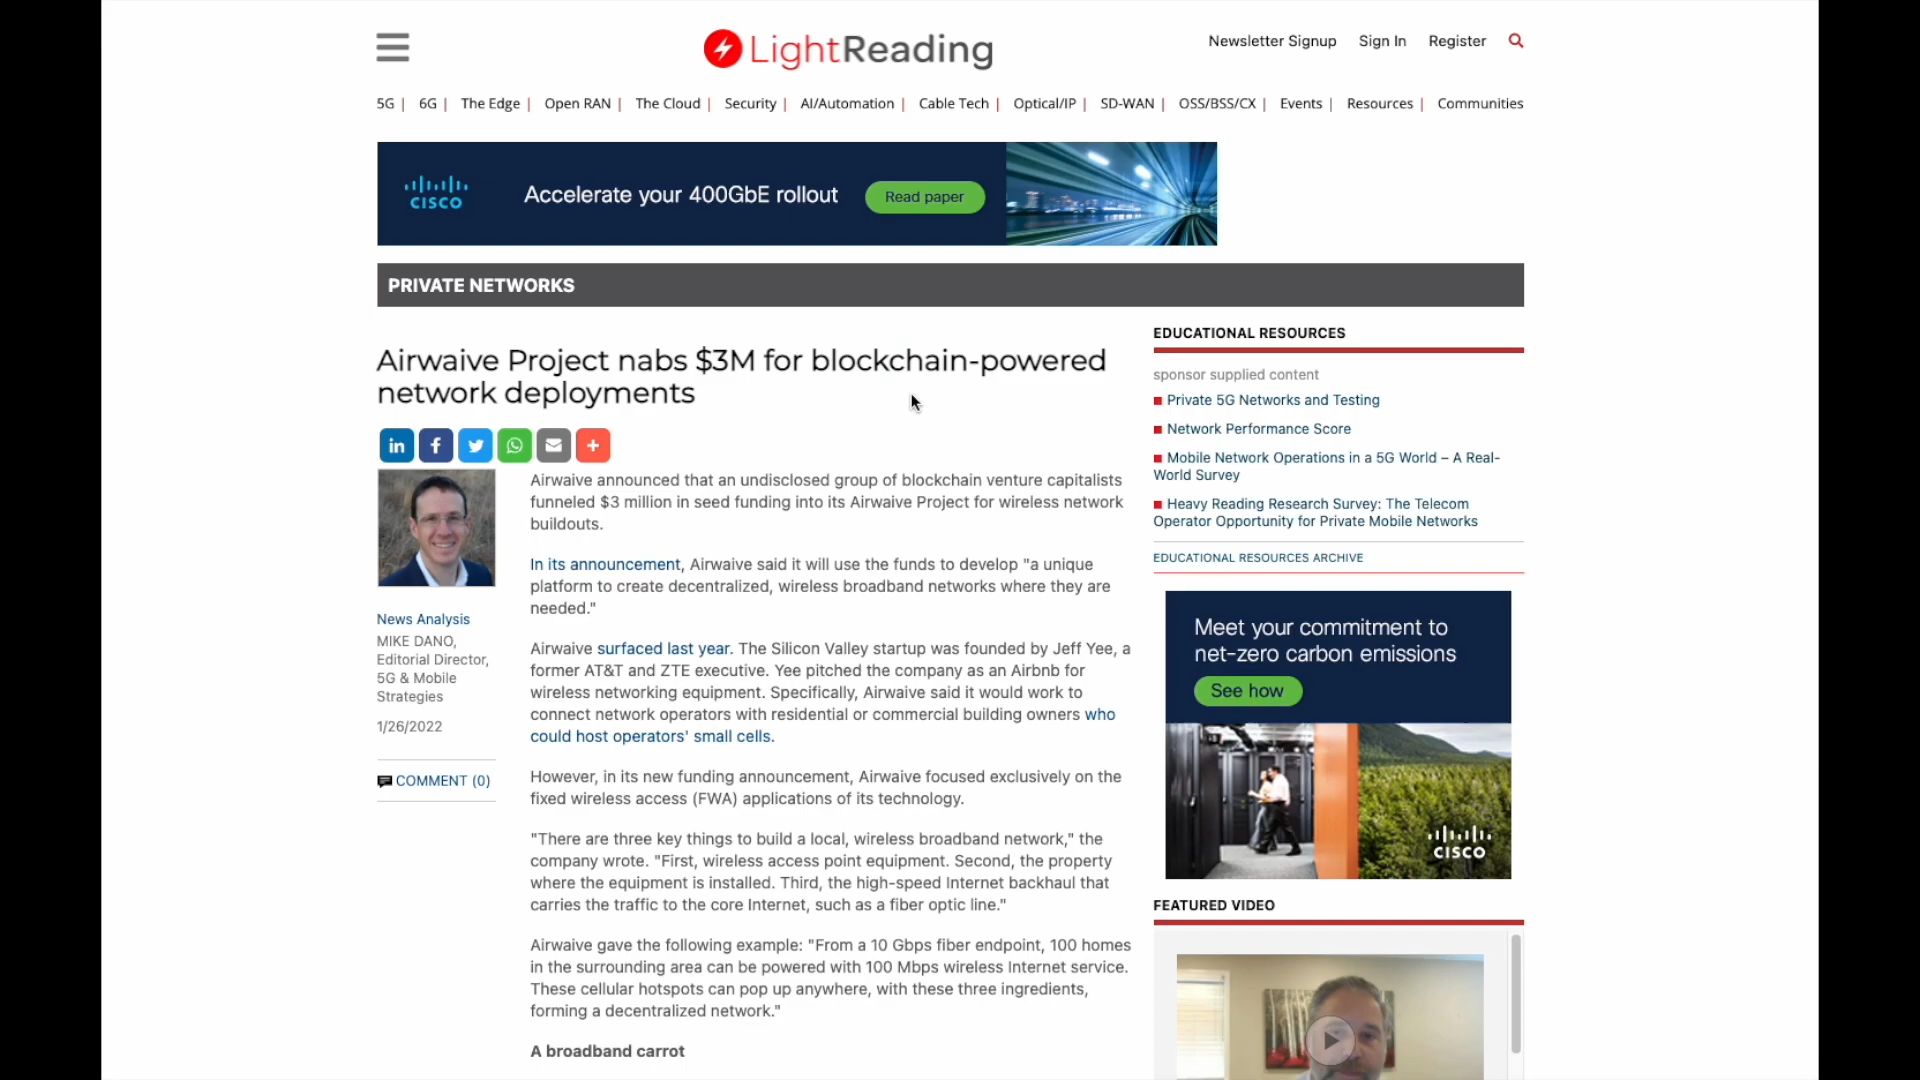 LightReading
Newsletter Signup Sign In Register
5G | 6G | The Edge | Open RAN | The Cloud | Security | AI/Automation | Cable Tech | Optical/IP | SD-WAN | OSS/BSS/CX | Events | Resources | Communities
CISCO
Accelerate your 400GbE rollout
Read paper
PRIVATE NETWORKS
Airwaive Project nabs $3M for blockchain-powered
network deployments
in f
News Analysis
MIKE DANO,
Editorial Director,
5G & Mobile
Strategies
1/26/2022
COMMENT (0)
Airwaive announced that an undisclosed group of blockchain venture capitalists
funneled $3 million in seed funding into its Airwaive Project for wireless network
buildouts.
In its announcement, Airwaive said it will use the funds to develop "a unique
platform to create decentralized, wireless broadband networks where they are
needed."
Airwaive surfaced last year. The Silicon Valley startup was founded by Jeff Yee, a
former AT&T and ZTE executive. Yee pitched the company as an Airbnb for
wireless networking equipment. Specifically, Airwaive said it would work to
connect network operators with residential or commercial building owners who
could host operators' small cells.
However, in its new funding announcement, Airwaive focused exclusively on the
fixed wireless access (FWA) applications of its technology.
"There are three key things to build a local, wireless broadband network," the
company wrote. "First, wireless access point equipment. Second, the property
where the equipment is installed. Third, the high-speed Internet backhaul that
carries the traffic to the core Internet, such as a fiber optic line."
Airwaive gave the following example: "From a 10 Gbps fiber endpoint, 100 homes
in the surrounding area can be powered with 100 Mbps wireless Internet service.
These cellular hotspots can pop up anywhere, with these three ingredients,
forming a decentralized network."
A broadband carrot
EDUCATIONAL RESOURCES
sponsor supplied content
Private 5G Networks and Testing
Network Performance Score
Mobile Network Operations in a 5G World – A Real-
World Survey
Heavy Reading Research Survey: The Telecom
Operator Opportunity for Private Mobile Networks
EDUCATIONAL RESOURCES ARCHIVE
Meet your commitment to
net-zero carbon emissions
See how
CISCO
FEATURED VIDEO